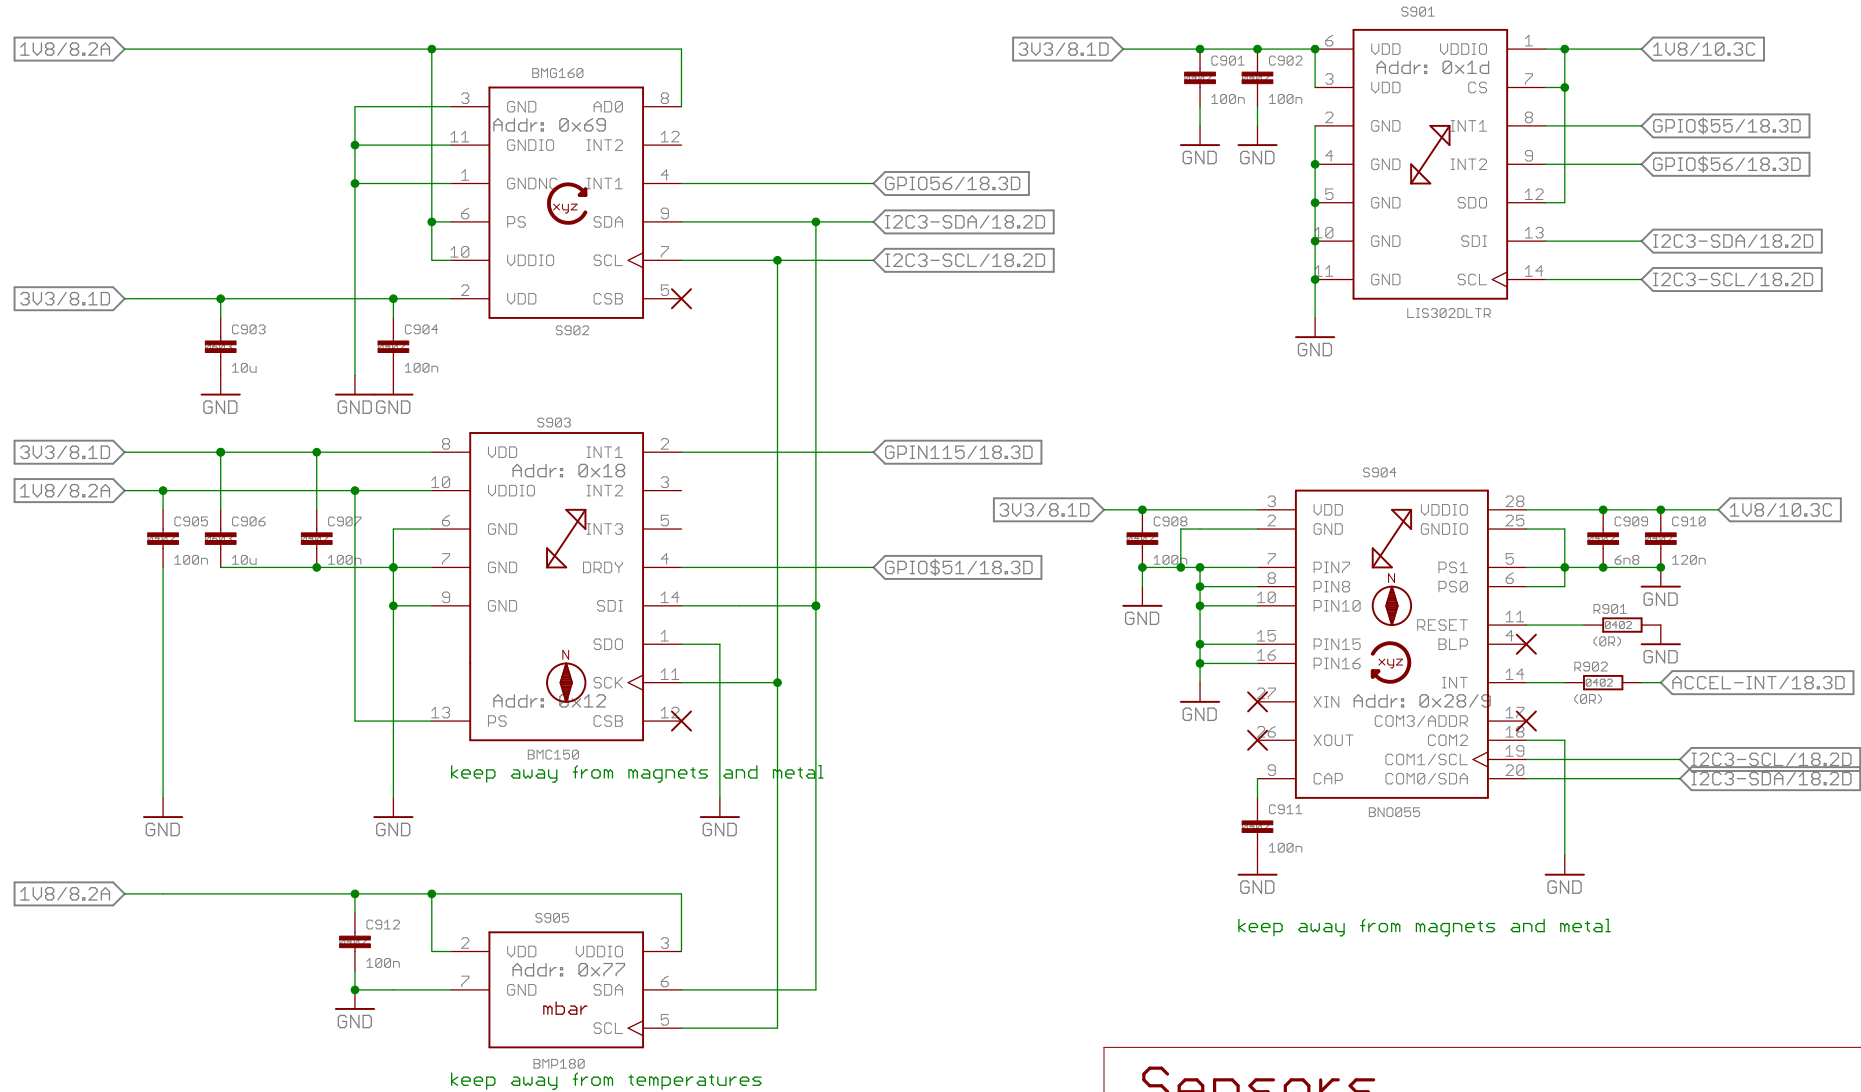 1V8/8.2A
BMG160
3 GND AD0 8
Addr: 0x69
11 GNDIO INT2 12
1 GNDNC INT1 4 GPIO56/18.3D
xyz
6 PS SDA 9 I2C3-SDA/18.2D
10 VDDIO SCL 7 I2C3-SCL/18.2D
3V3/8.1D 2 VDD CSB 5
S902
C903 C904
10u 100n
GND GND GND
S901
3V3/8.1D 6 VDD VDDIO 1 1V8/10.3C
C901 C902 Addr: 0x1d
3 VDD CS 7
100n 100n
2 GND INT1 8 GPIO$55/18.3D
GND GND
4 GND INT2 9 GPIO$56/18.3D
5 GND SDO 12
10 GND SDI 13 I2C3-SDA/18.2D
11 GND SCL 14 I2C3-SCL/18.2D
LIS302DLTR
GND
S903
3V3/8.1D 8 VDD INT1 2 GPIN115/18.3D
Addr: 0x18
1V8/8.2A 10 VDDIO INT2 3
C905 C906 C907
6 GND INT3 5
100n 10u 100n
7 GND DRDY 4 GPIO$51/18.3D
9 GND SDI 14
SDO 1
N
SCK 11
Addr: 0x12
13 PS CSB 12
BMC150
keep away from magnets and metal
GND GND GND
S904
3V3/8.1D 3 VDD VDDIO 28 1V8/10.3C
C908 2 GND GNDIO 25 C909 C910
100n 6n8 120n
7 PIN7 PS1 5
8 PIN8 PS0 6
N
10 PIN10
GND GND
RESET 11 R901
0402
(0R)
15 PIN15 BLP 4
GND
16 PIN16
xyz
R902
INT 14 0402 ACCEL-INT/18.3D
(0R)
GND
27 XIN Addr: 0x28/9
COM3/ADDR 17
26 XOUT COM2 18
COM1/SCL 19 I2C3-SCL/18.2D
9 CAP COM0/SDA 20 I2C3-SDA/18.2D
C911 BNO055
100n
GND GND
keep away from magnets and metal
1V8/8.2A
S905
C912
2 VDD VDDIO 3
100n
Addr: 0x77
7 GND SDA 6
mbar
GND
SCL 5
BMP180
keep away from temperatures
Sensors